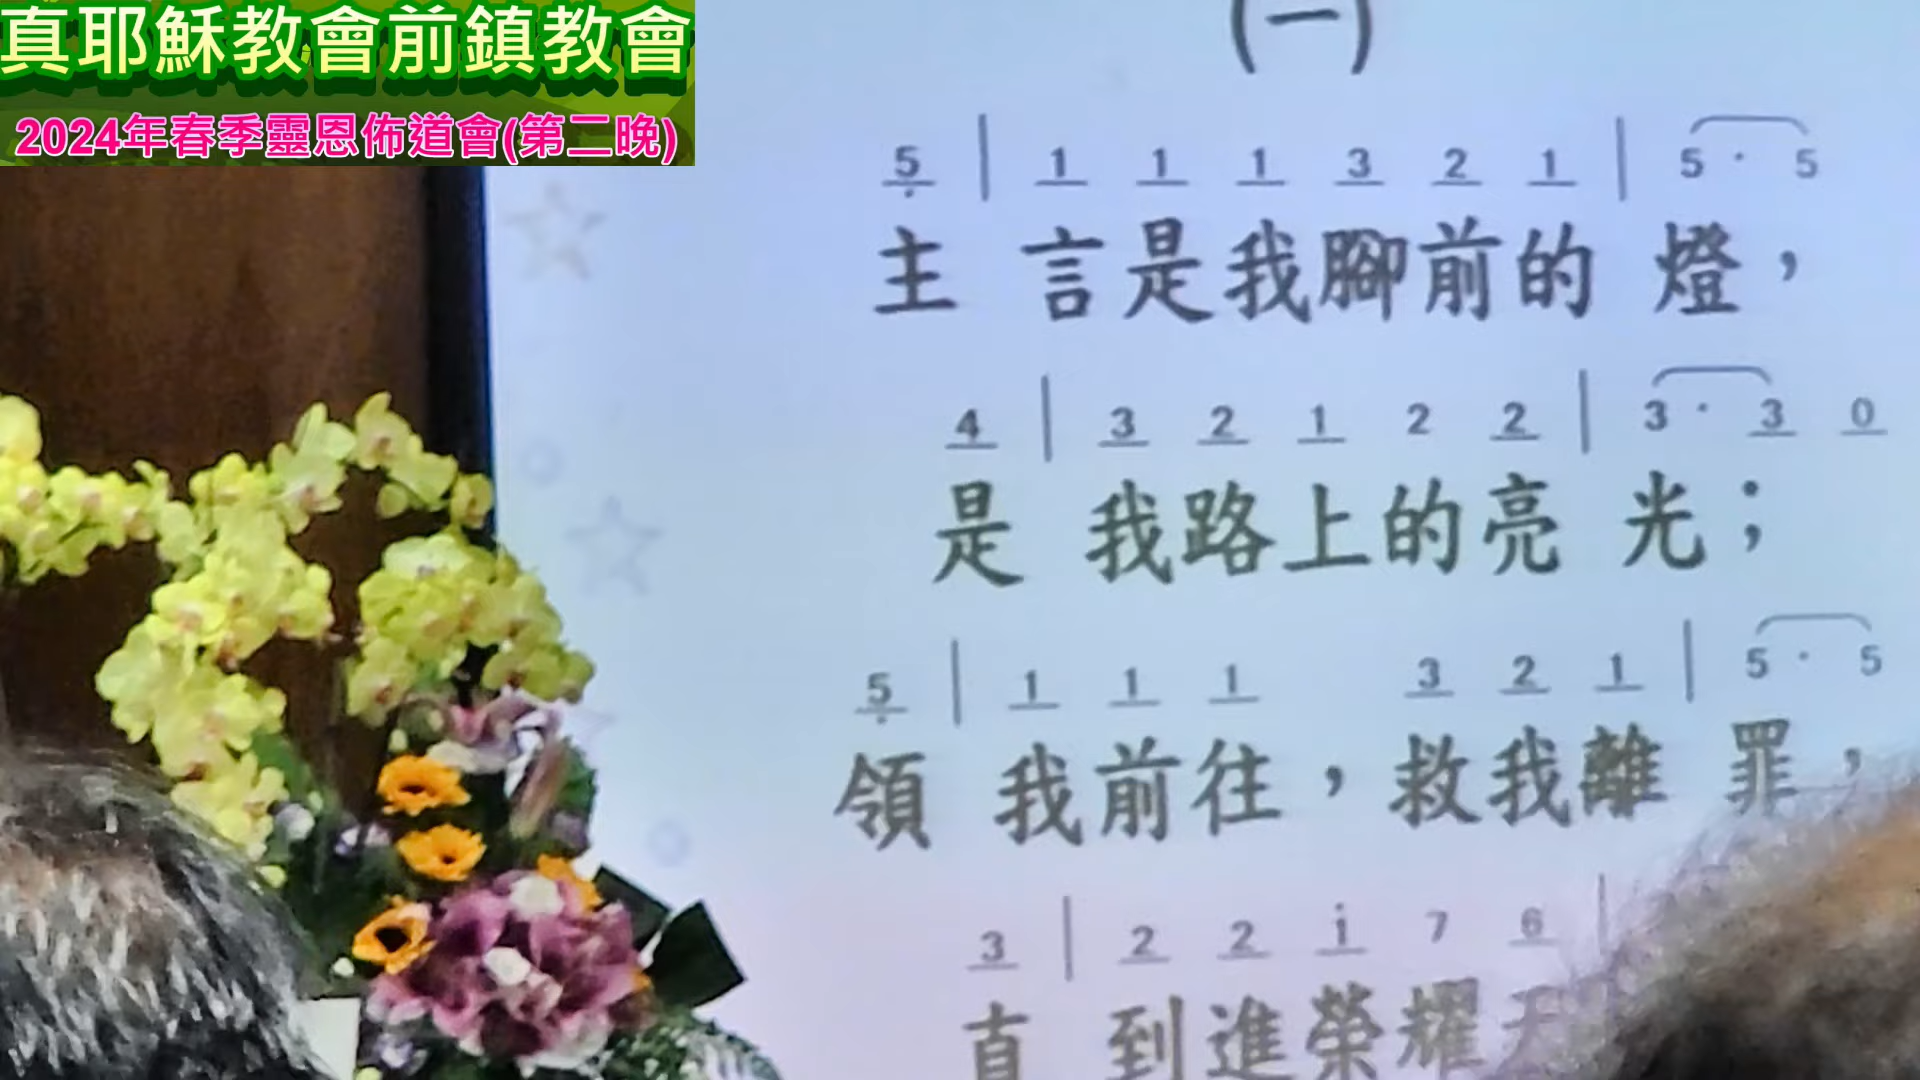 真耶穌教會前鎮教會
2024年春季靈恩佈道會(第二晚)
(一)
5 | 1 1 1 3 2 1 | 5 · 5
主 言是我腳前的 燈，
4 | 3 2 1 2 2 | 3 · 3 0
是 我路上的亮 光；
5 | 1 1 1 3 2 1 | 5 · 5
領 我前往，救我離 罪，
3 | 2 2 i 7 6 |
直 到進榮耀天